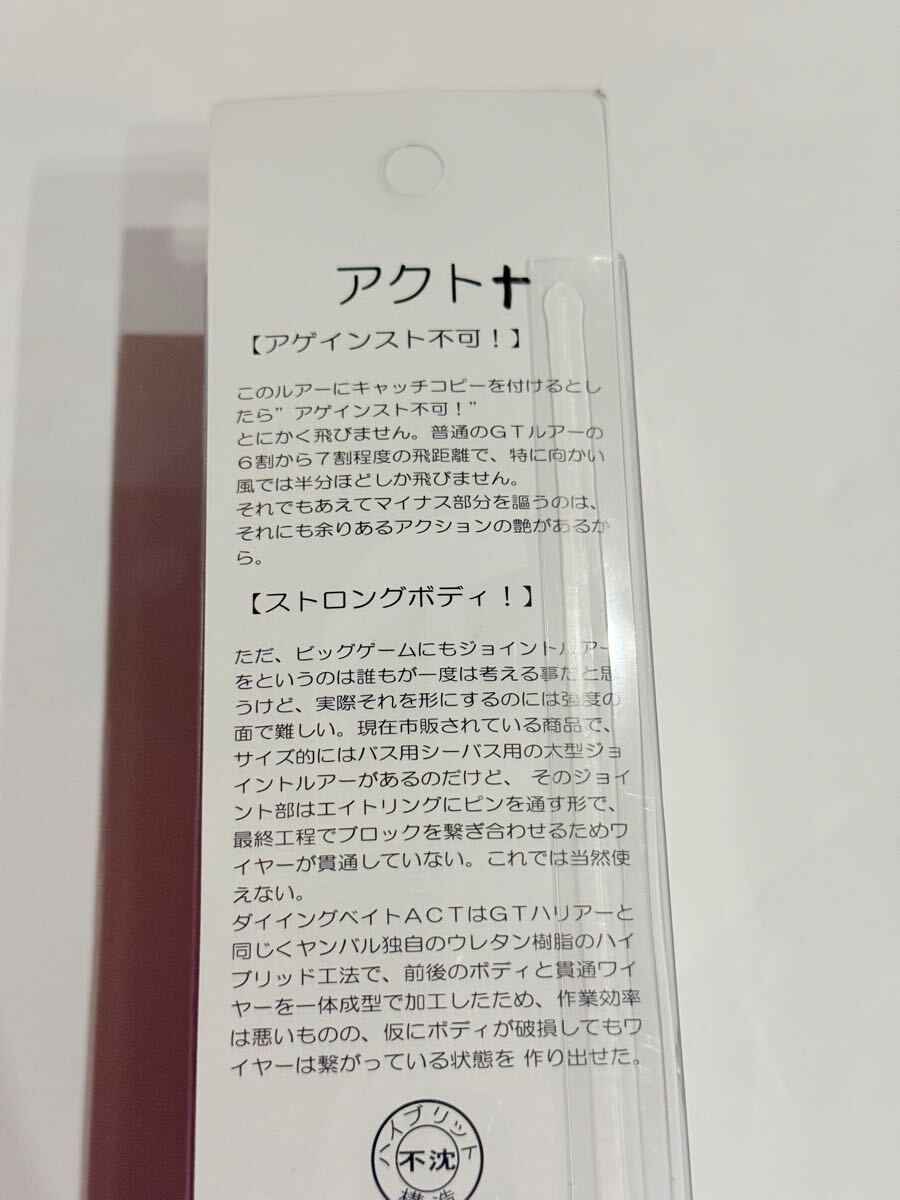 アクト+
【アゲインスト不可！】
このルアーにキャッチコピーを付けるとし
たら”アゲインスト不可！”
とにかく飛びません。普通のGTルアーの
6割から7割程度の飛距離で、特に向かい
風では半分ほどしか飛びません。
それでもあえてマイナス部分を謳うのは、
それにも余りあるアクションの艶があるか
ら。
【ストロングボディ！】
ただ、ビッグゲームにもジョイントルアー
をというのは誰もが一度は考える事だと思
うけど、実際それを形にするのには強度の
面で難しい。現在市販されている商品で、
サイズ的にはバス用シーバス用の大型ジョ
イントルアーがあるのだけど、 そのジョイ
ント部はエイトリングにピンを通す形で、
最終工程でブロックを繋ぎ合わせるためワ
イヤーが貫通していない。これでは当然使
えない。
ダイイングベイトACTはGTハリアーと
同じくヤンバル独自のウレタン樹脂のハイ
ブリッド工法で、前後のボディと貫通ワイ
ヤーを一体成型で加工したため、作業効率
は悪いものの、仮にボディが破損してもワ
イヤーは繋がっている状態を 作り出せた。
ハイブリット
不沈
構造